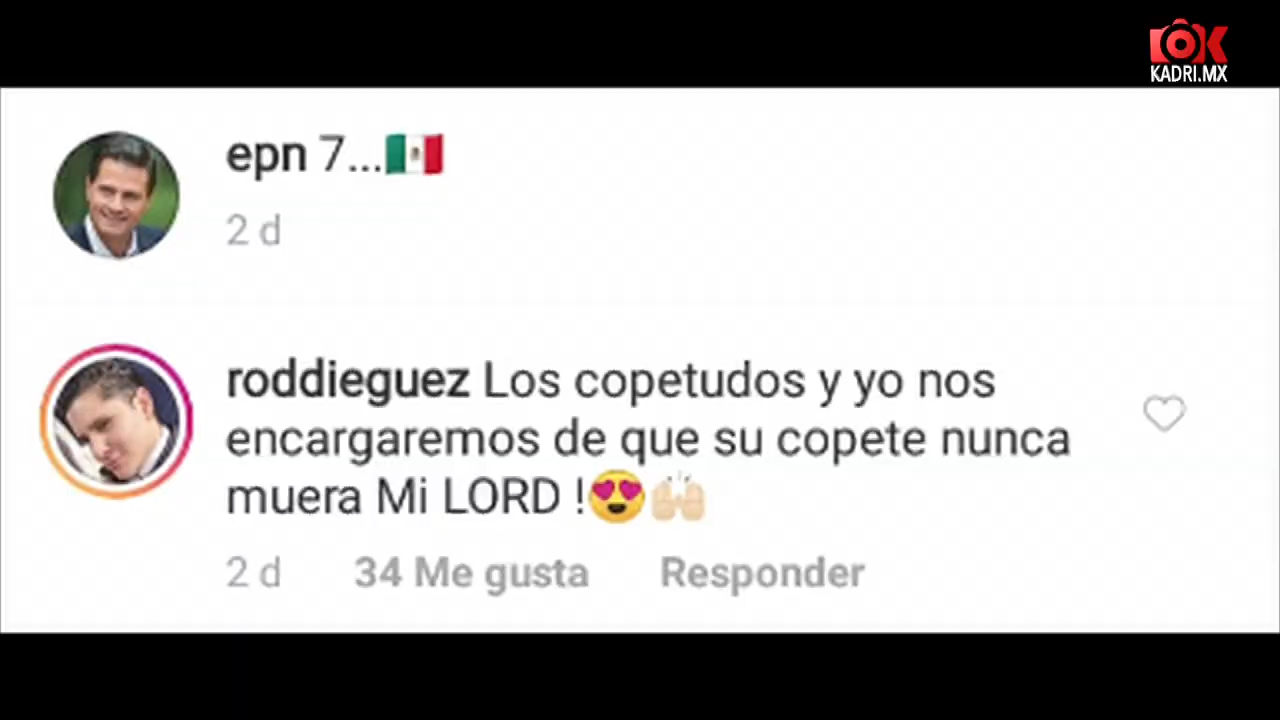 OK
KADRI.MX
epn 7...🇲🇽
2 d
roddieguez Los copetudos y yo nos
encargaremos de que su copete nunca
muera Mi LORD !😍🙌🏻
2 d 34 Me gusta Responder